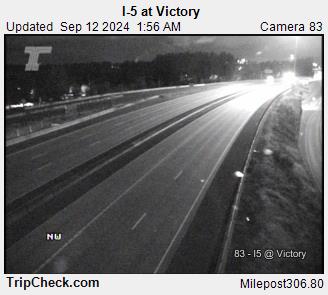 I-5 at Victory
Updated Sep 12 2024 1:56 AM Camera 83
T
NW
83 - I5 @ Victory
TripCheck.com Milepost306.80